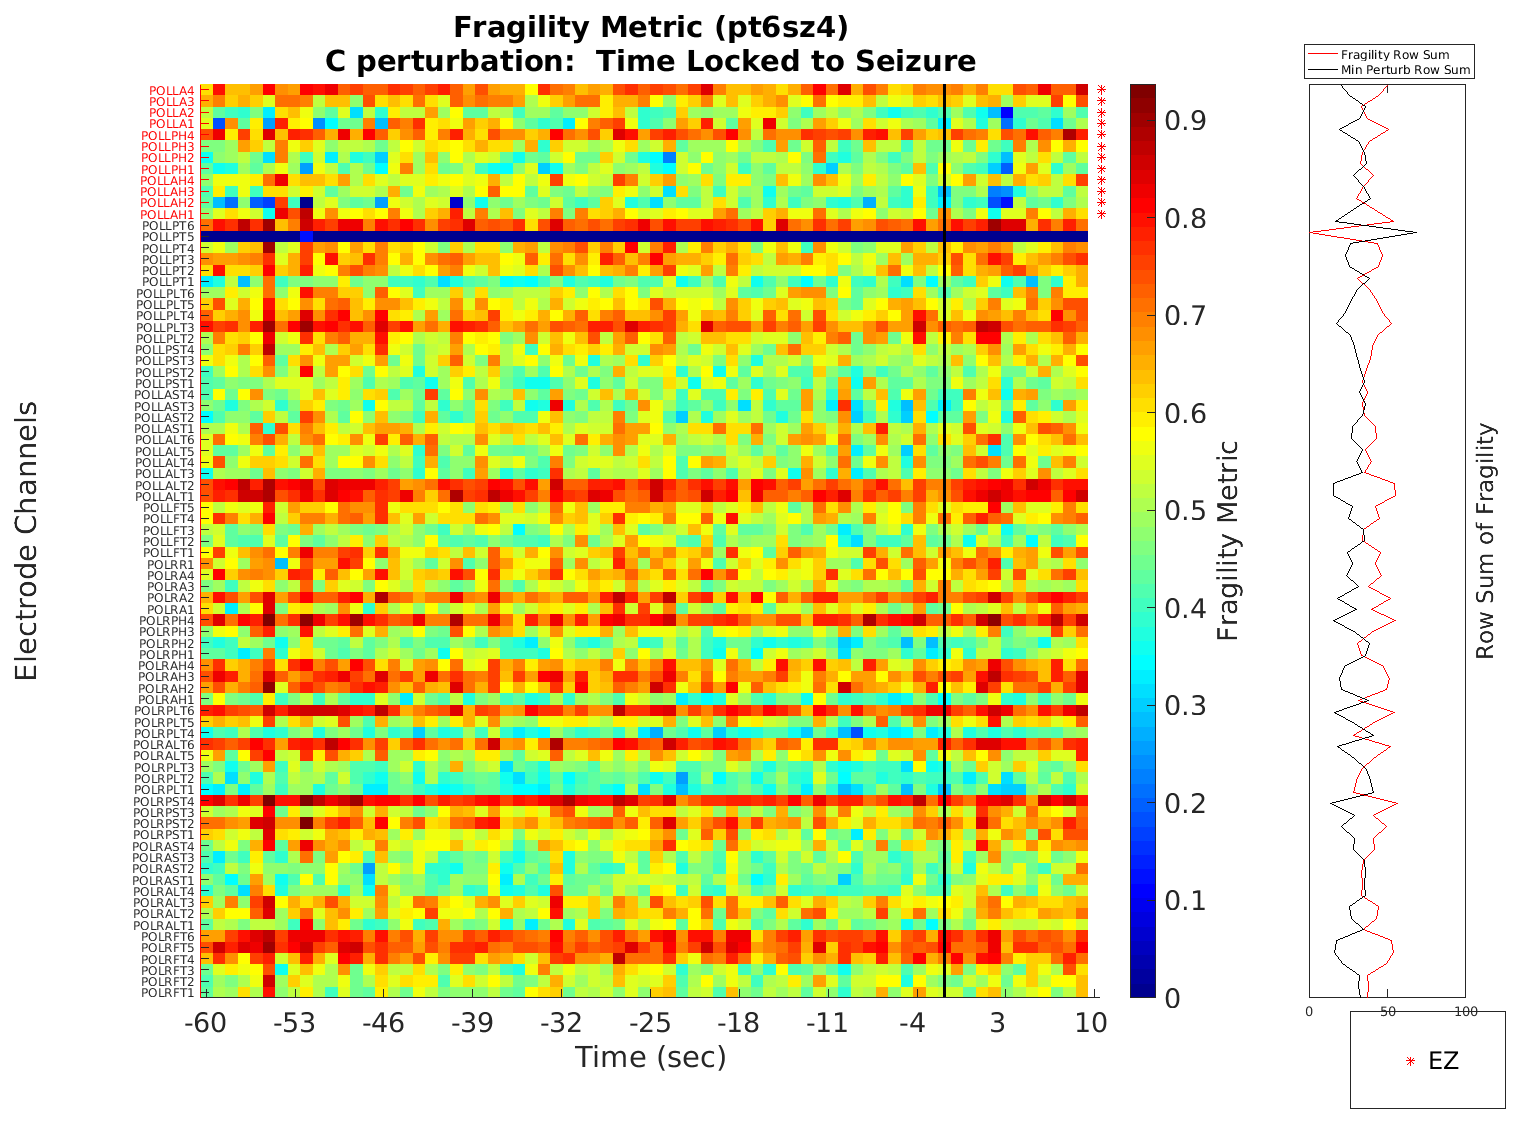 Fragility Metric (pt6sz4)
C perturbation:  Time Locked to Seizure
Fragility Row Sum
Min Perturb Row Sum
Electrode Channels
POLLA4
POLLA3
POLLA2
POLLA1
POLLPH4
POLLPH3
POLLPH2
POLLPH1
POLLAH4
POLLAH3
POLLAH2
POLLAH1
POLLPT6
POLLPT5
POLLPT4
POLLPT3
POLLPT2
POLLPT1
POLLPLT6
POLLPLT5
POLLPLT4
POLLPLT3
POLLPLT2
POLLPST4
POLLPST3
POLLPST2
POLLPST1
POLLAST4
POLLAST3
POLLAST2
POLLAST1
POLLALT6
POLLALT5
POLLALT4
POLLALT3
POLLALT2
POLLALT1
POLLFT5
POLLFT4
POLLFT3
POLLFT2
POLLFT1
POLRR1
POLRA4
POLRA3
POLRA2
POLRA1
POLRPH4
POLRPH3
POLRPH2
POLRPH1
POLRAH4
POLRAH3
POLRAH2
POLRAH1
POLRPLT6
POLRPLT5
POLRPLT4
POLRALT6
POLRALT5
POLRPLT3
POLRPLT2
POLRPLT1
POLRPST4
POLRPST3
POLRPST2
POLRPST1
POLRAST4
POLRAST3
POLRAST2
POLRAST1
POLRALT4
POLRALT3
POLRALT2
POLRALT1
POLRFT6
POLRFT5
POLRFT4
POLRFT3
POLRFT2
POLRFT1
-60 -53 -46 -39 -32 -25 -18 -11 -4 3 10
Time (sec)
0.9
0.8
0.7
0.6
0.5
0.4
0.3
0.2
0.1
0
Fragility Metric
Row Sum of Fragility
0 50 100
EZ